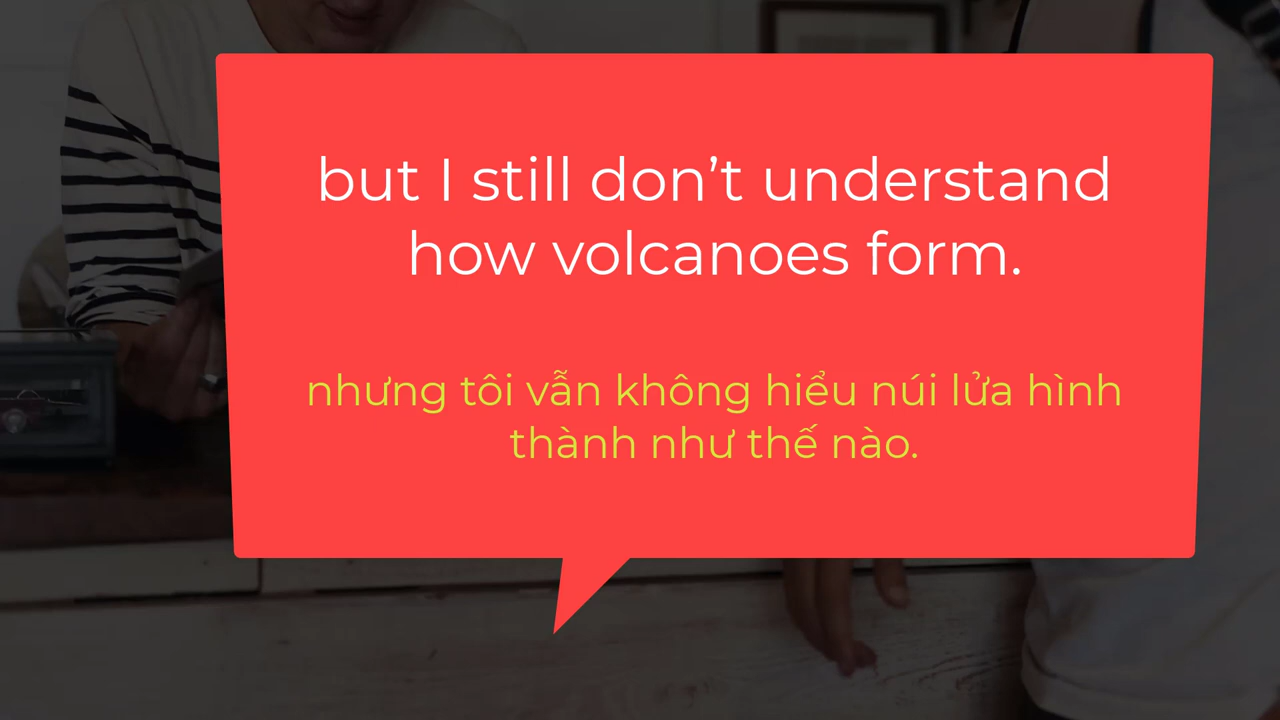 but I still don’t understand
how volcanoes form.
nhưng tôi vẫn không hiểu núi lửa hình
thành như thế nào.